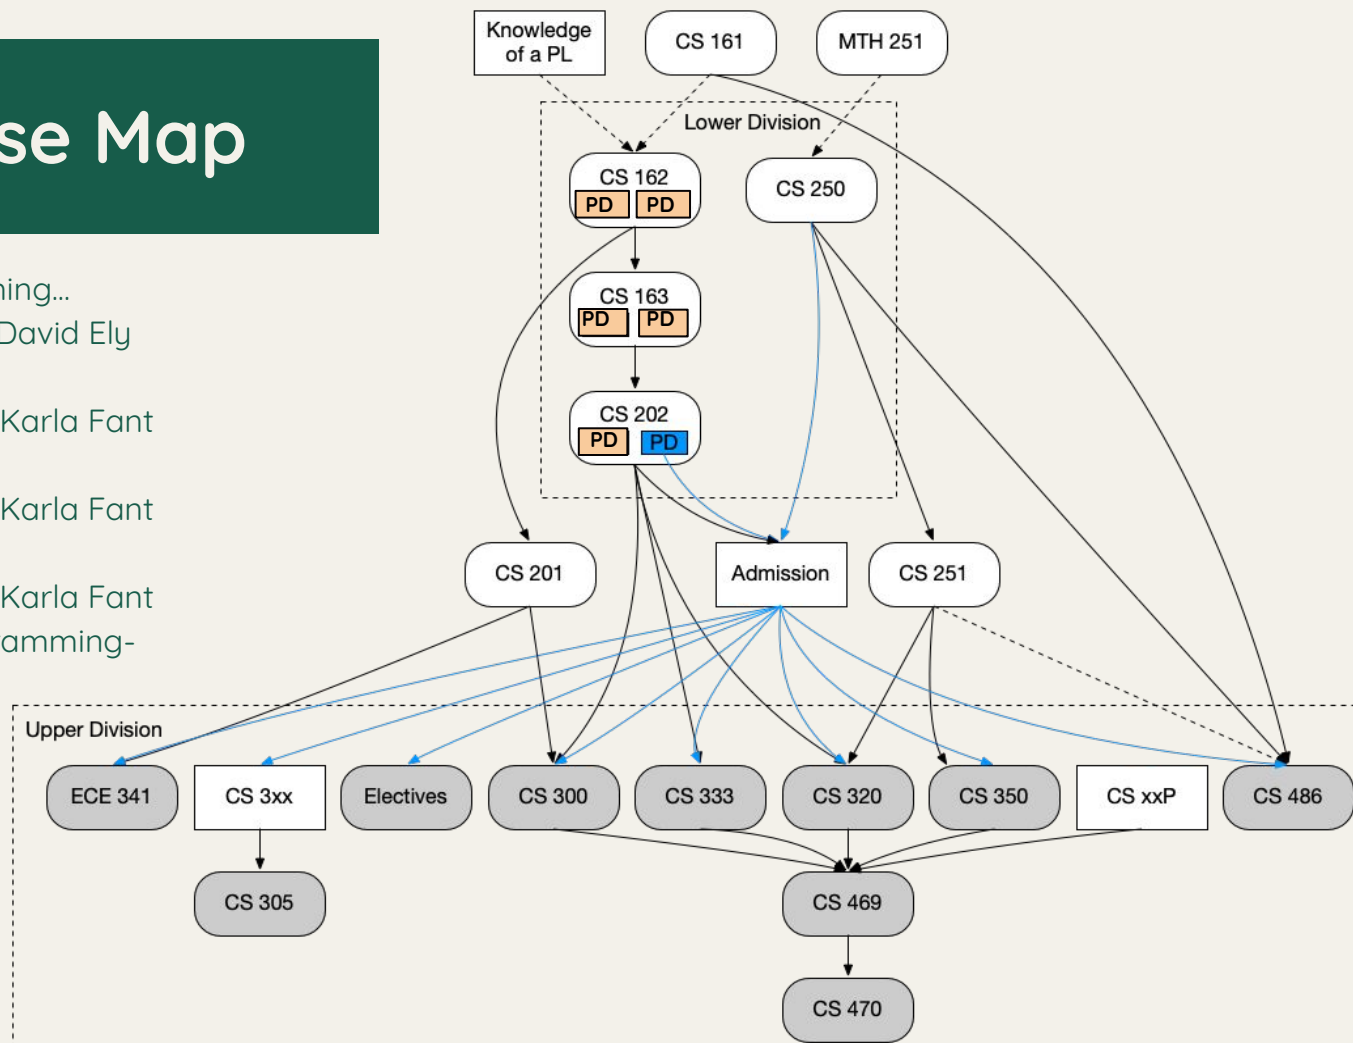 se Map
ning...
David Ely
Karla Fant
Karla Fant
Karla Fant
amming-
Knowledge
of a PL
CS 161
MTH 251
Lower Division
CS 162
PD PD
CS 250
CS 163
PD PD
CS 202
PD PD
CS 201
Admission
CS 251
Upper Division
ECE 341
CS 3xx
Electives
CS 300
CS 333
CS 320
CS 350
CS xxP
CS 486
CS 305
CS 469
CS 470